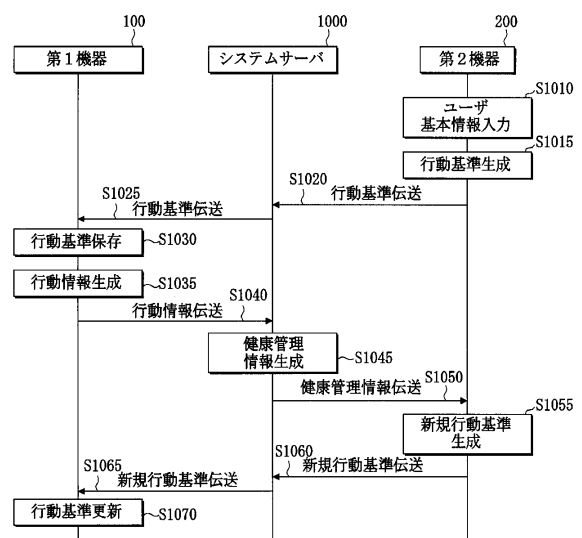 100
1000
200
第1機器
システムサーバ
第2機器
S1010
ユーザ
基本情報入力
S1015
行動基準生成
S1020
行動基準伝送
S1025
行動基準伝送
行動基準保存
S1030
行動情報生成
S1035
S1040
行動情報伝送
健康管理
情報生成
S1045
S1050
健康管理情報伝送
S1055
新規行動基準
生成
S1060
新規行動基準伝送
S1065
新規行動基準伝送
行動基準更新
S1070